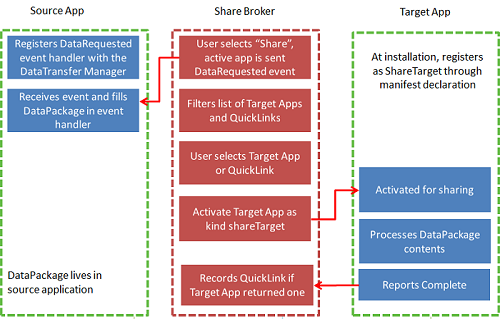 Source App
Share Broker
Target App
Registers DataRequested
event handler with the
DataTransfer Manager
Receives event and fills
DataPackage in event
handler
DataPackage lives in
source application
User selects “Share”,
active app is sent
DataRequested event
Filters list of Target Apps
and QuickLinks
User selects Target App
or QuickLink
Activate Target App as
kind shareTarget
Records QuickLink if
Target App returned one
At installation, registers
as ShareTarget through
manifest declaration
Activated for sharing
Processes DataPackage
contents
Reports Complete